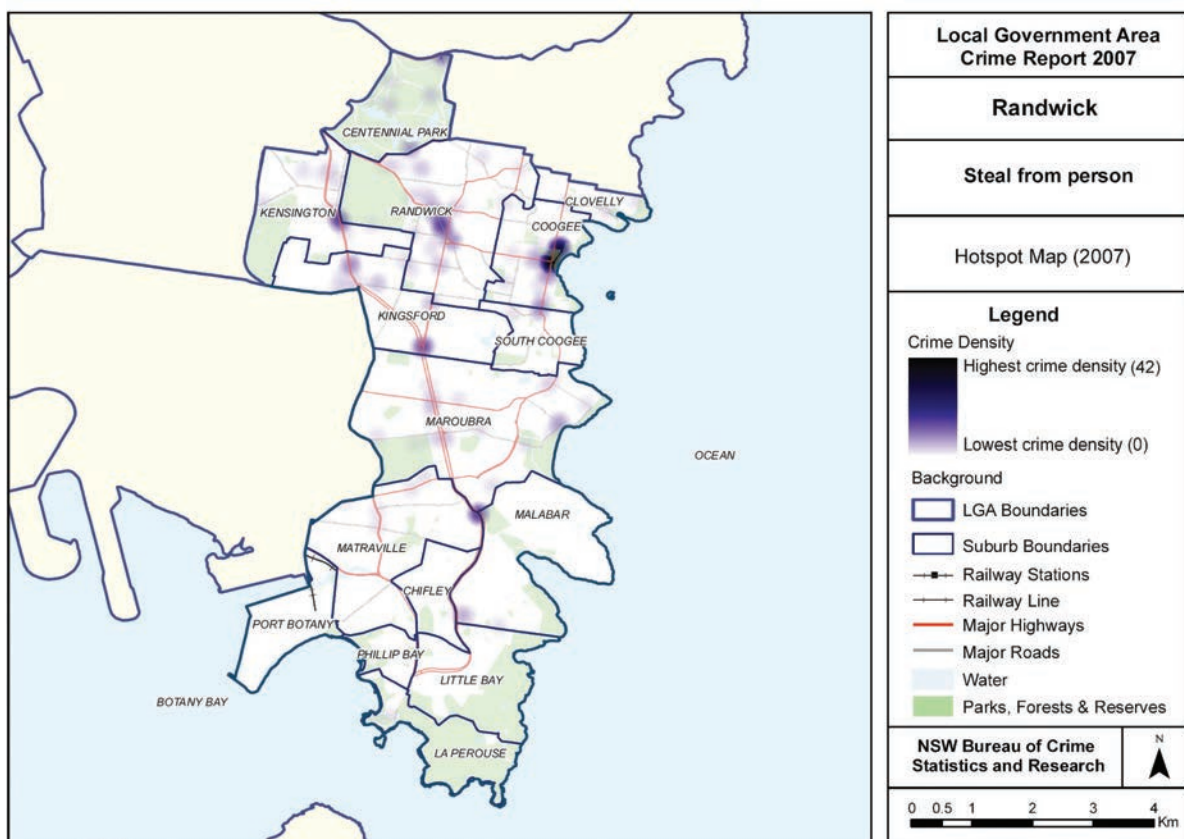 CENTENNIAL PARK
KENSINGTON
RANDWICK
CLOVELLY
COOGEE
KINGSFORD
SOUTH COOGEE
MAROUBRA
OCEAN
MALABAR
MATRAVILLE
CHIFLEY
PORT BOTANY
PHILLIP BAY
LITTLE BAY
BOTANY BAY
LA PEROUSE
Local Government Area
Crime Report 2007
Randwick
Steal from person
Hotspot Map (2007)
Legend
Crime Density
Highest crime density (42)
Lowest crime density (0)
Background
LGA Boundaries
Suburb Boundaries
Railway Stations
Railway Line
Major Highways
Major Roads
Water
Parks, Forests & Reserves
NSW Bureau of Crime
Statistics and Research
N
0 0.5 1 2 3 4
Km